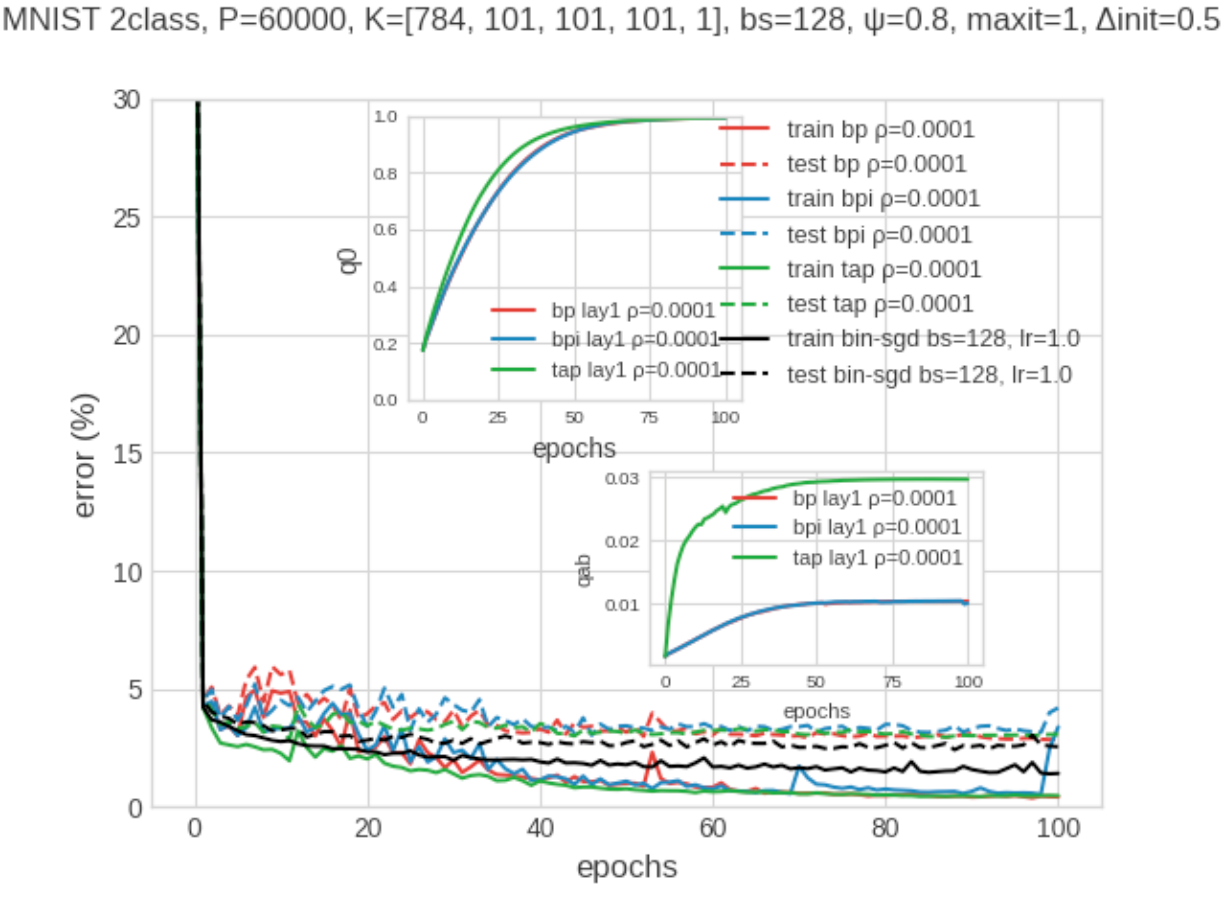 MNIST 2class, P=60000, K=[784, 101, 101, 101, 1], bs=128, ψ=0.8, maxit=1, Δinit=0.5
error (%)
30
25
20
15
10
5
0
0
20
40
60
80
100
epochs
q0
1.0
0.8
0.6
0.4
0.2
0.0
bp lay1 ρ=0.0001
bpi lay1 ρ=0.0001
tap lay1 ρ=0.0001
0
25
50
75
100
epochs
train bp ρ=0.0001
test bp ρ=0.0001
train bpi ρ=0.0001
test bpi ρ=0.0001
train tap ρ=0.0001
test tap ρ=0.0001
train bin-sgd bs=128, lr=1.0
test bin-sgd bs=128, lr=1.0
qab
0.03
0.02
0.01
bp lay1 ρ=0.0001
bpi lay1 ρ=0.0001
tap lay1 ρ=0.0001
0
25
50
75
100
epochs